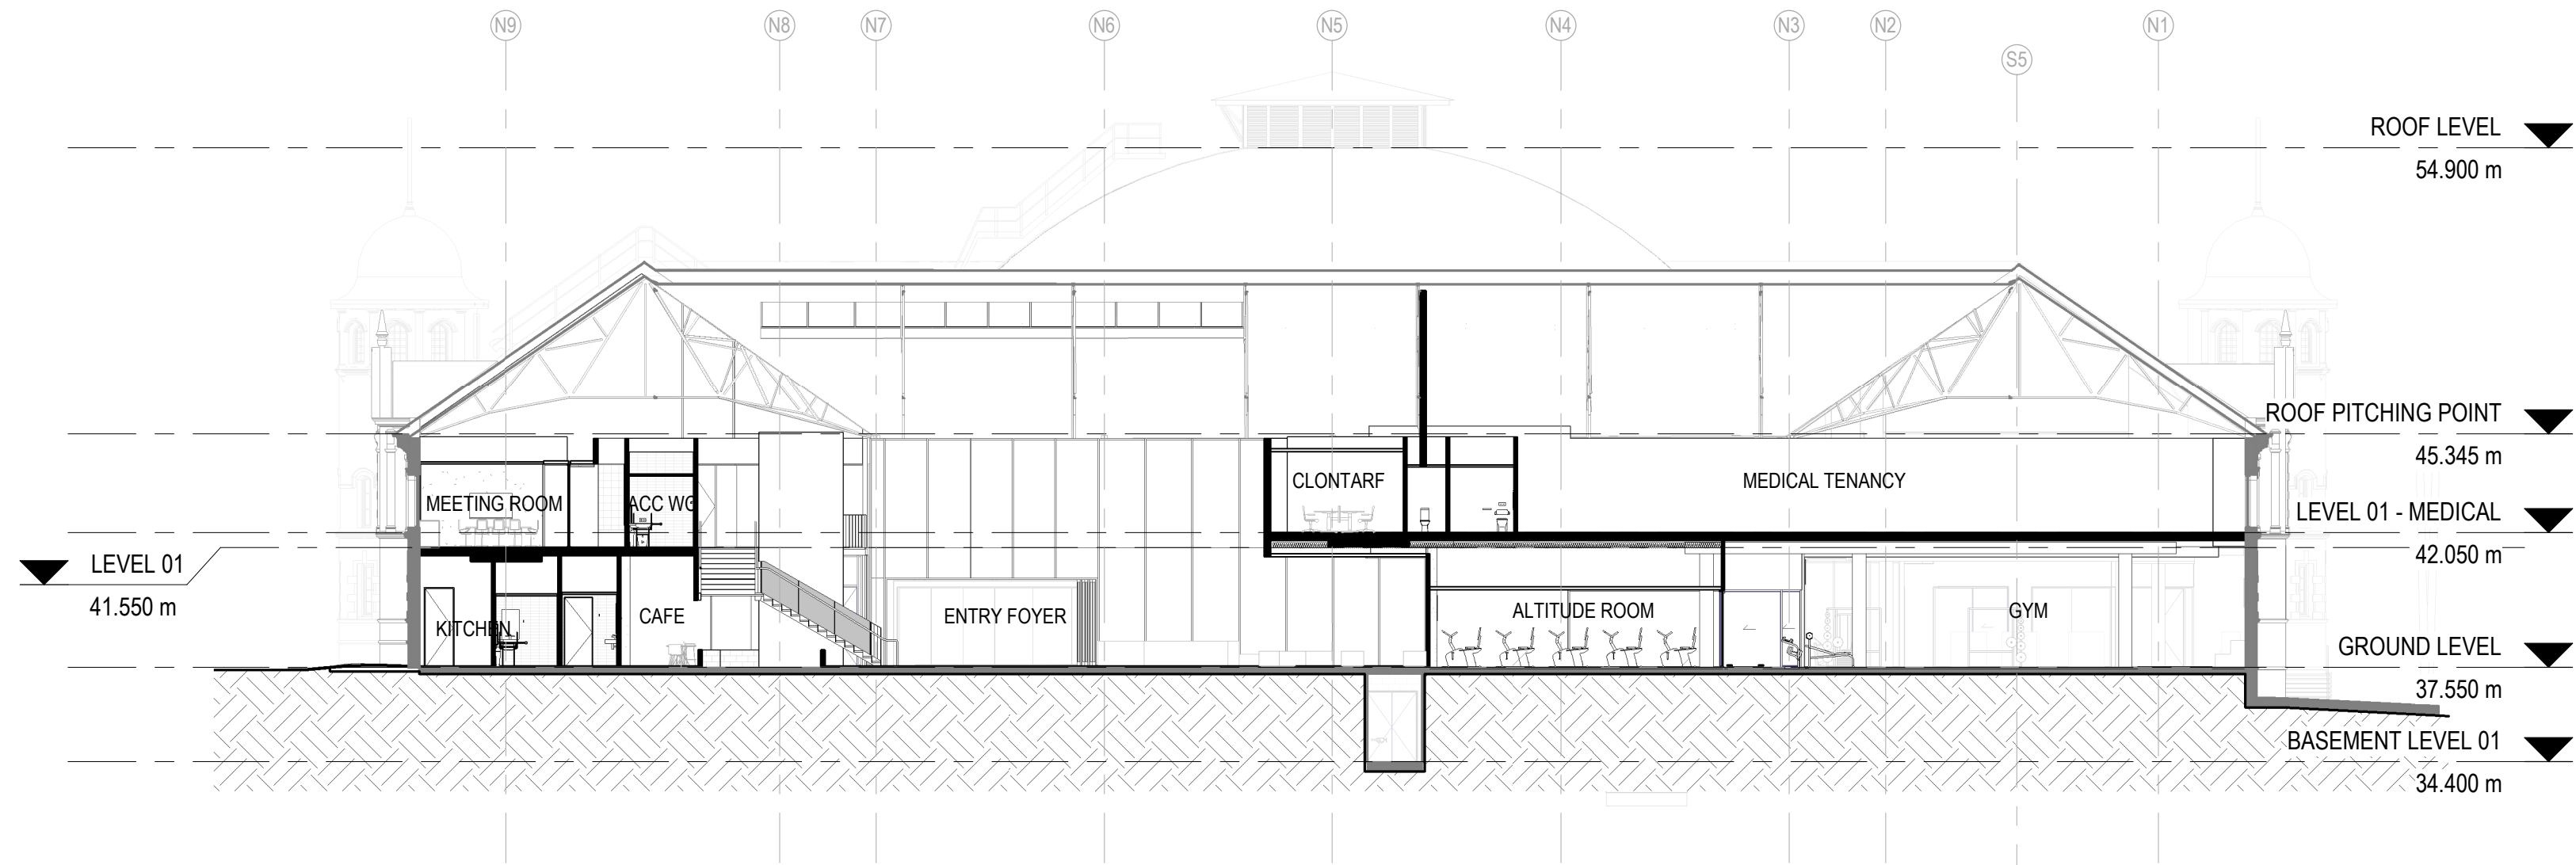 N9
N8
N7
N6
N5
N4
N3
N2
S5
N1
ROOF LEVEL
54.900 m
ROOF PITCHING POINT
45.345 m
CLONTARF
MEDICAL TENANCY
MEETING ROOM
ACC WC
LEVEL 01 - MEDICAL
42.050 m
LEVEL 01
41.550 m
KITCHEN
CAFE
ENTRY FOYER
ALTITUDE ROOM
GYM
GROUND LEVEL
37.550 m
BASEMENT LEVEL 01
34.400 m